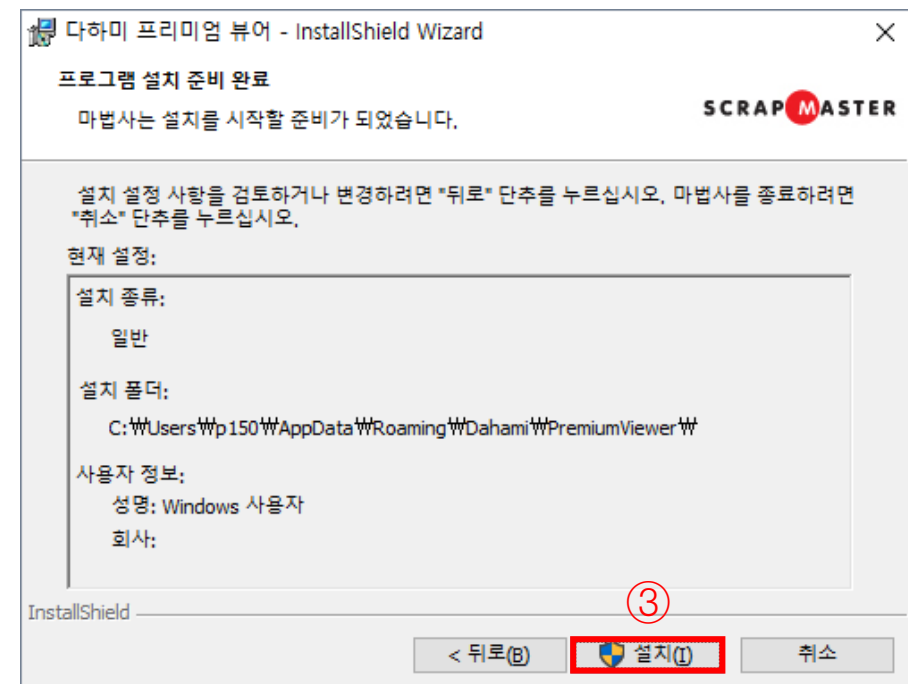 다하미 프리미엄 뷰어 - InstallShield Wizard
프로그램 설치 준비 완료
마법사는 설치를 시작할 준비가 되었습니다.
SCRAPMASTER
설치 설정 사항을 검토하거나 변경하려면 "뒤로" 단추를 누르십시오. 마법사를 종료하려면
"취소" 단추를 누르십시오.
현재 설정:
설치 종류:
일반
설치 폴더:
C:₩Users₩p150₩AppData₩Roaming₩Dahami₩PremiumViewer₩
사용자 정보:
성명: Windows 사용자
회사:
InstallShield
③
< 뒤로(B) 설치(I) 취소